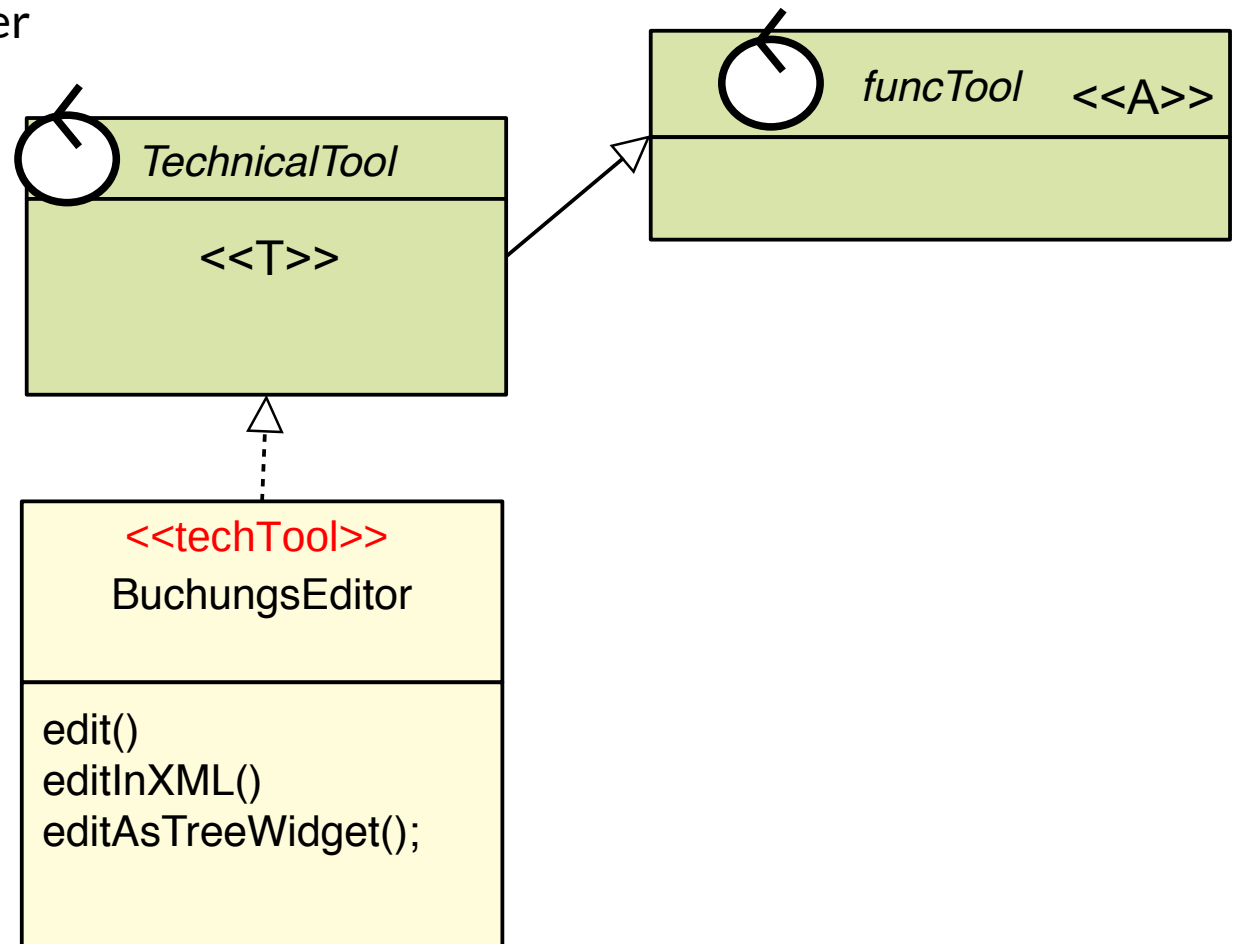 er
funcTool <<A>>
TechnicalTool
<<T>>
<<techTool>>
BuchungsEditor
edit()
editInXML()
editAsTreeWidget();